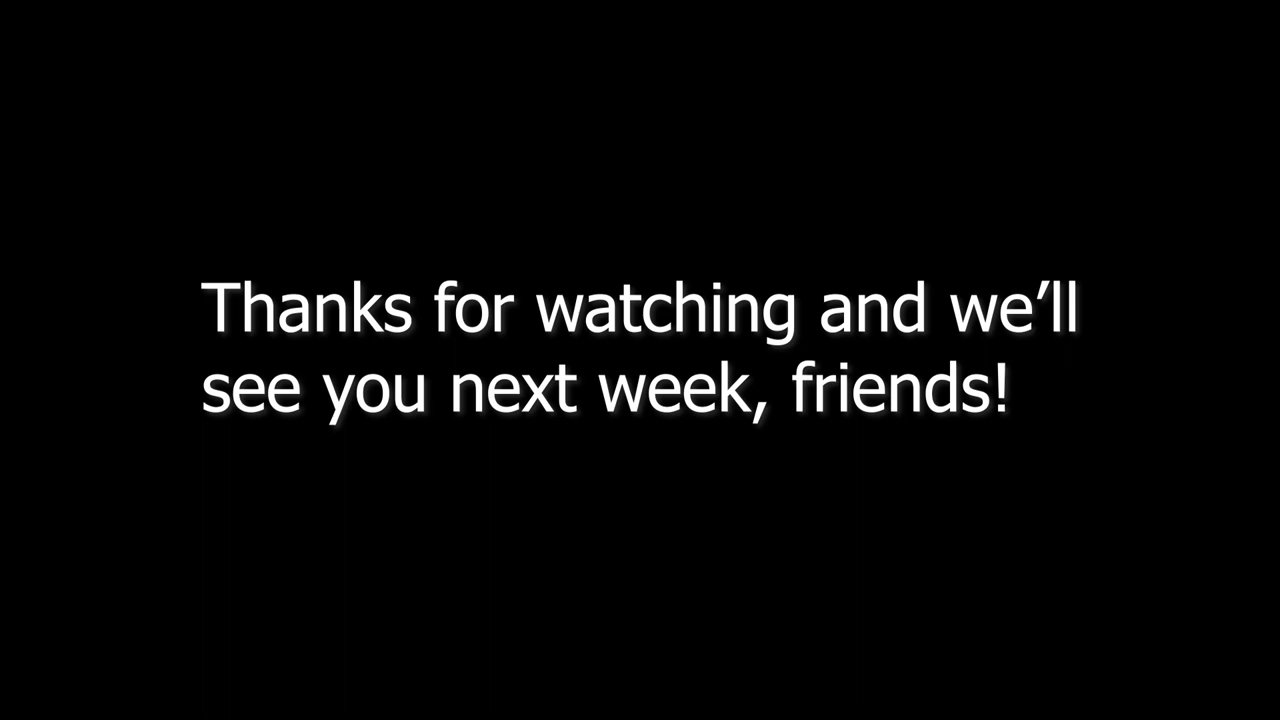 Thanks for watching and we’ll
see you next week, friends!